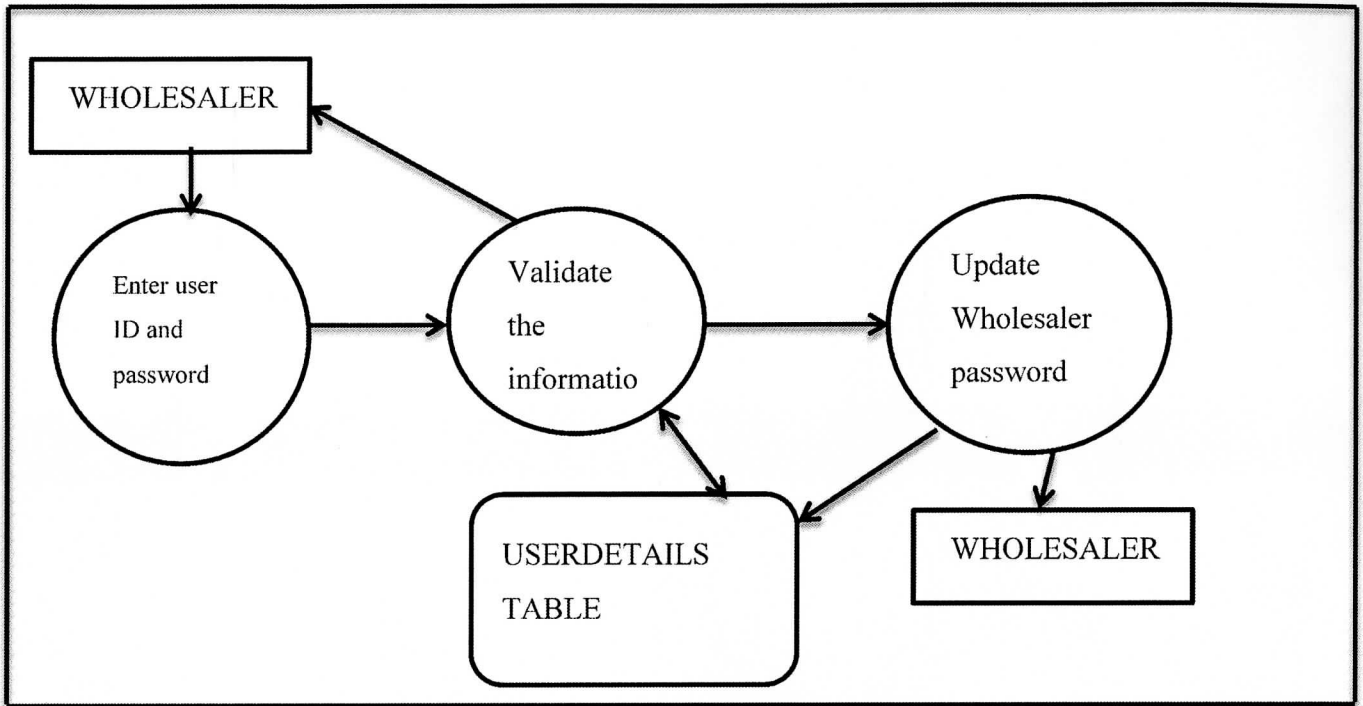 WHOLESALER
Enter user
ID and
password
Validate
the
informatio
Update
Wholesaler
password
USERDETAILS
TABLE
WHOLESALER